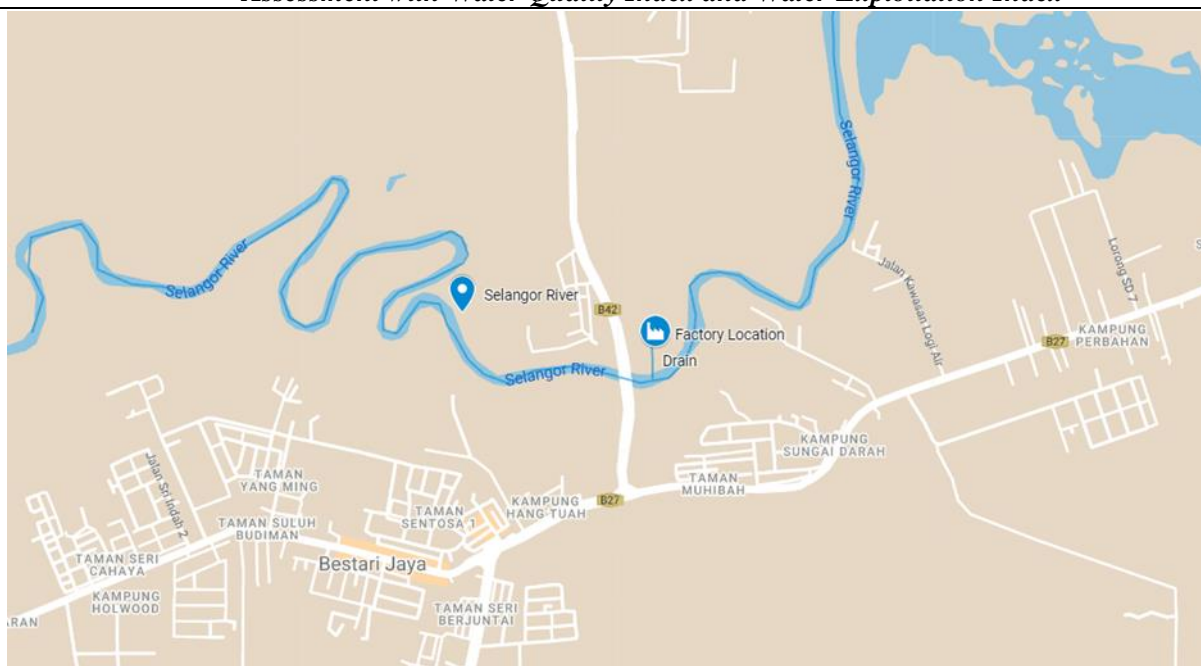 Assessment with Water Quality Index and Water Exploitation Index
Selangor River
Selangor River
Jalan Kawasan Logi Air
Lorong SD 7
Selangor River
B42
Factory Location
Drain
B27
KAMPUNG
PERBAHAN
Selangor River
KAMPUNG
SUNGAI DARAH
TAMAN
MUHIBAH
B27
KAMPUNG
HANG TUAH
TAMAN
SENTOSA 1
TAMAN
YANG MING
Jalan Sri Indah 2
TAMAN SULUH
BUDIMAN
Bestari Jaya
TAMAN SERI
CAHAYA
KAMPUNG
HOLWOOD
TAMAN SERI
BERJUNTAI
ARAN